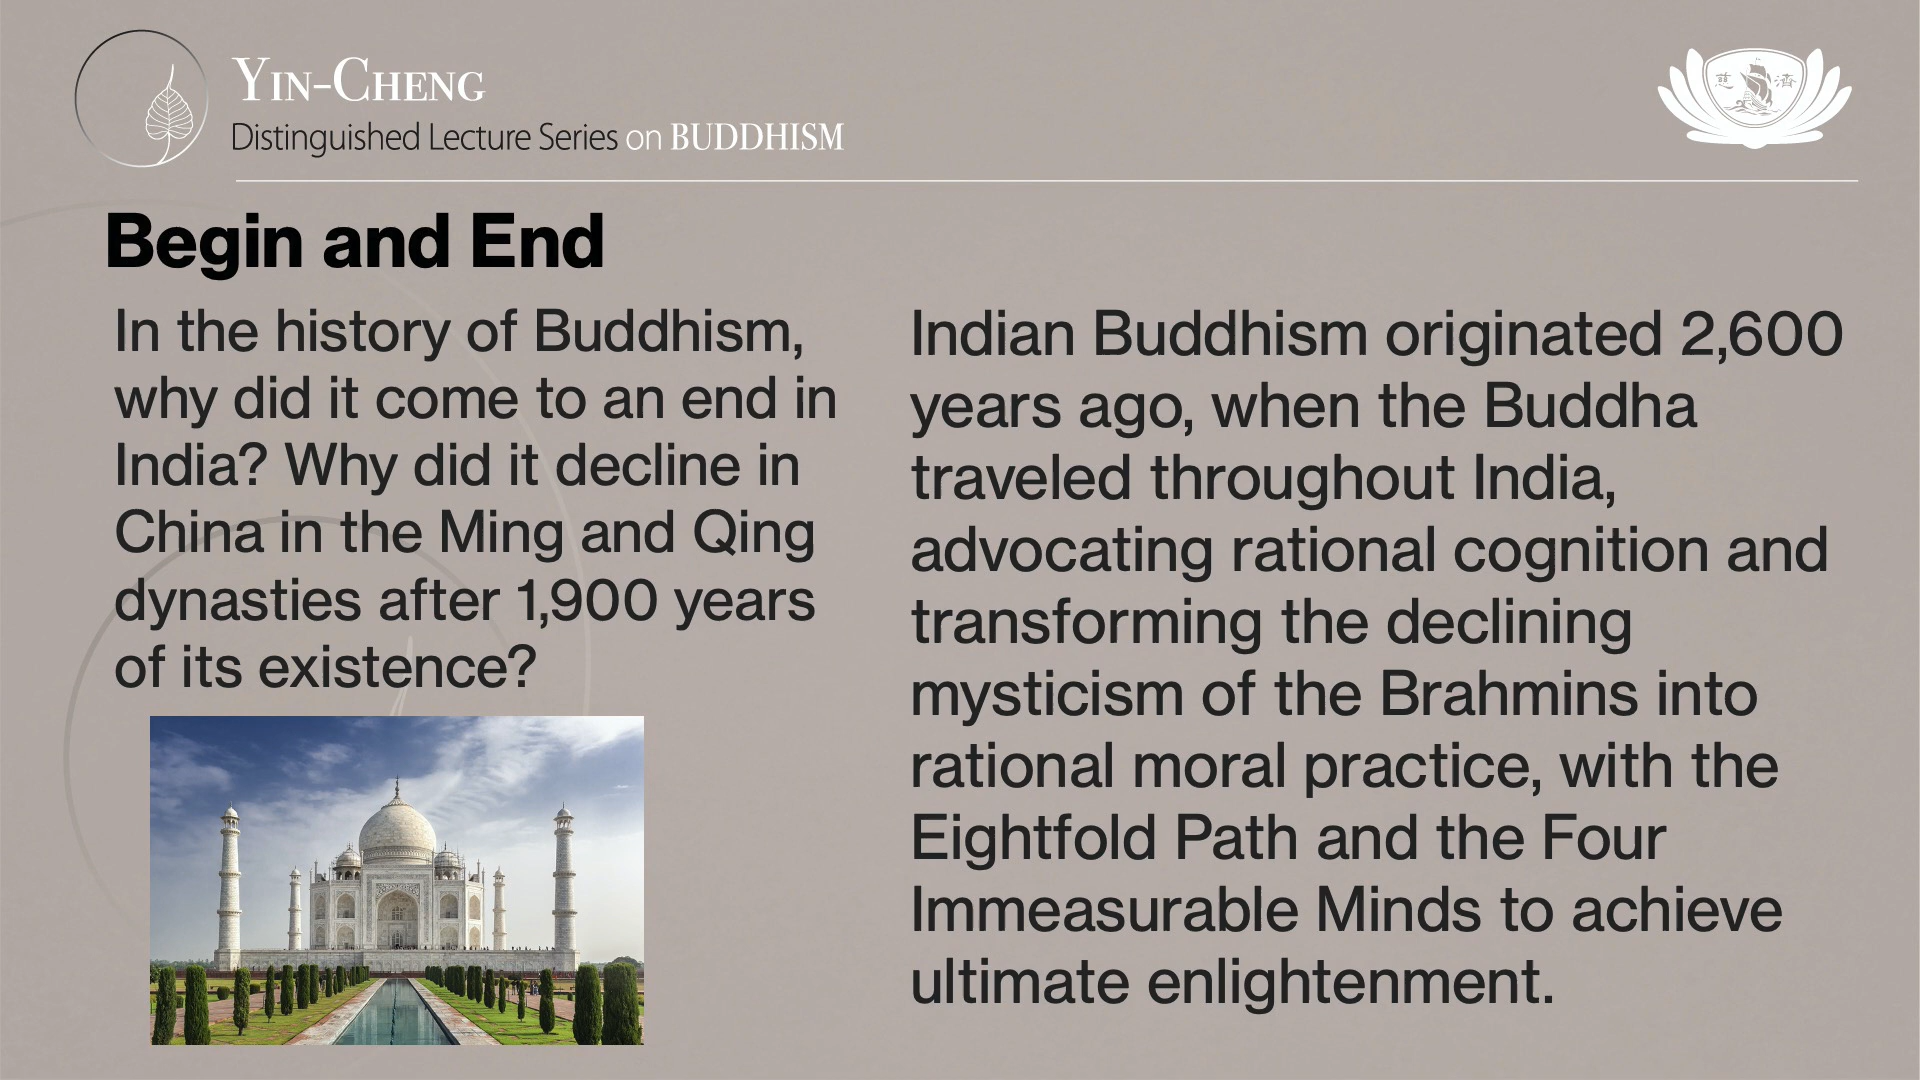 YIN-CHENG
Distinguished Lecture Series on BUDDHISM
慈 濟
Begin and End
In the history of Buddhism,
why did it come to an end in
India? Why did it decline in
China in the Ming and Qing
dynasties after 1,900 years
of its existence?
Indian Buddhism originated 2,600
years ago, when the Buddha
traveled throughout India,
advocating rational cognition and
transforming the declining
mysticism of the Brahmins into
rational moral practice, with the
Eightfold Path and the Four
Immeasurable Minds to achieve
ultimate enlightenment.